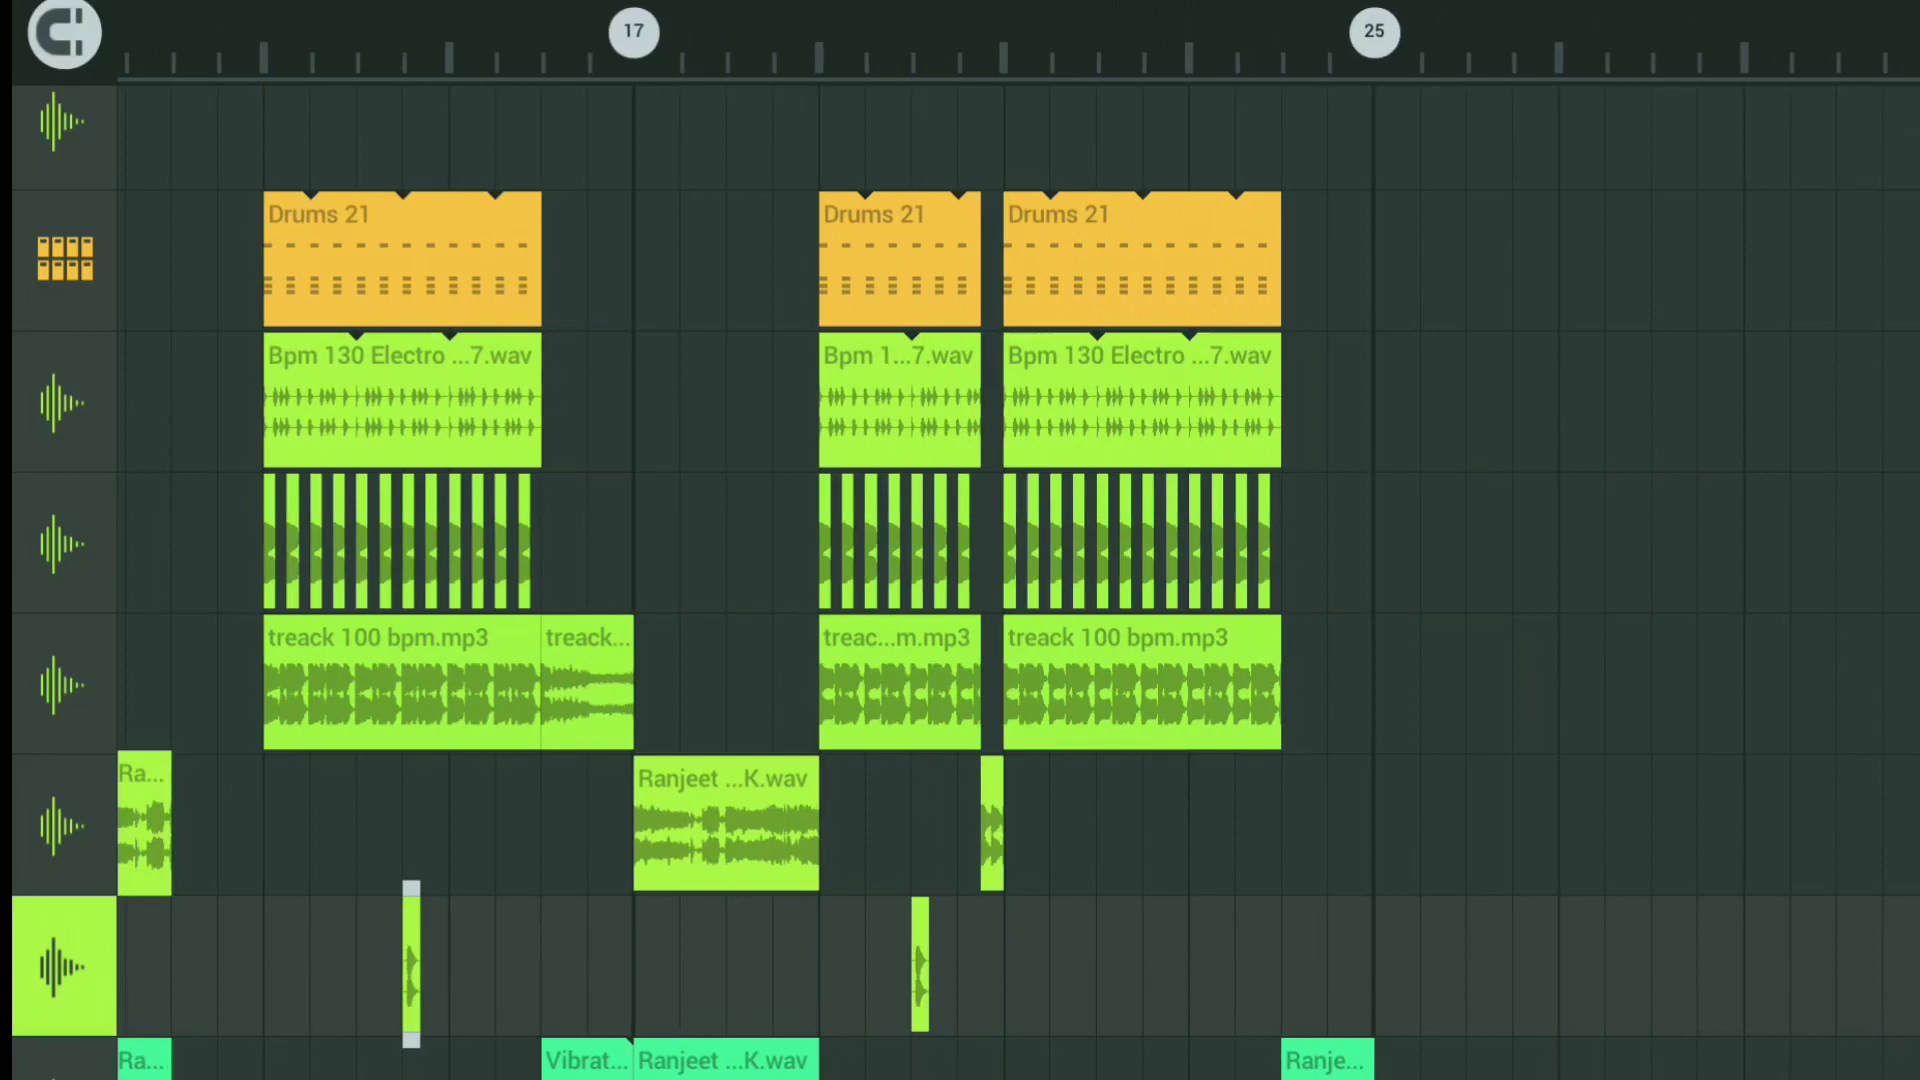 17 25
Drums 21 Drums 21 Drums 21
Bpm 130 Electro ...7.wav Bpm 1...7.wav Bpm 130 Electro ...7.wav
treack 100 bpm.mp3 treack... treac...m.mp3 treack 100 bpm.mp3
Ra... Ranjeet ...K.wav
Ra... Vibrat... Ranjeet ...K.wav Ranje...